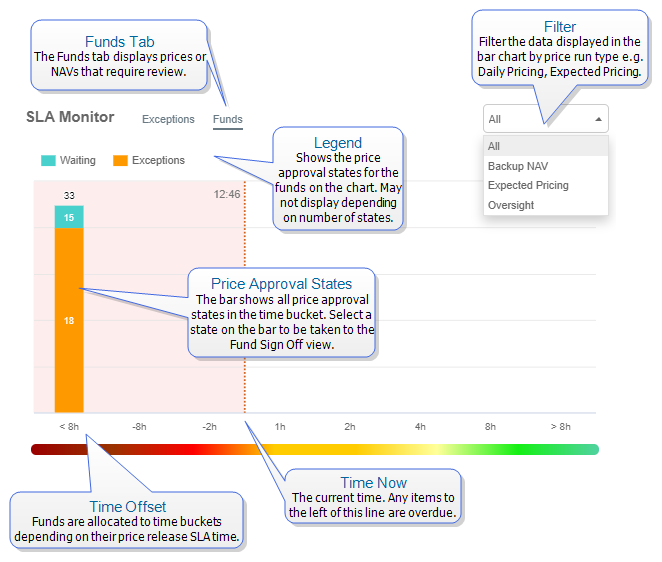 Funds Tab
The Funds tab displays prices or
NAVs that require review.
Filter
Filter the data displayed in the
bar chart by price run type e.g.
Daily Pricing, Expected Pricing.
SLA Monitor
Exceptions
Funds
All
All
Backup NAV
Expected Pricing
Oversight
Legend
Shows the price
approval states for the
funds on the chart. May
not display depending
on number of states.
Waiting
Exceptions
33
12:46
15
18
Price Approval States
The bar shows all price approval
states in the time bucket. Select a
state on the bar to be taken to the
Fund Sign Off view.
< 8h
-8h
-2h
1h
2h
4h
8h
> 8h
Time Offset
Funds are allocated to time buckets
depending on their price release SLA time.
Time Now
The current time. Any items to
the left of this line are overdue.